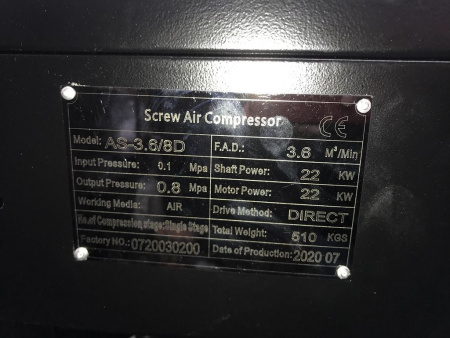 Screw Air Compressor CE
Model: AS-3.6/8D F.A.D.: 3.6 M³/Min
Input Passure: 0.1 Mpa Shaft Power: 22 KW
Output Pressure: 0.8 Mpa Motor Power: 22 KW
Working Media: AIR Drive Method: DIRECT
No.of Compression stage: Single Stage Total Weight: 510 KGS
Factory NO.: 0720030200 Date of Production: 2020 07